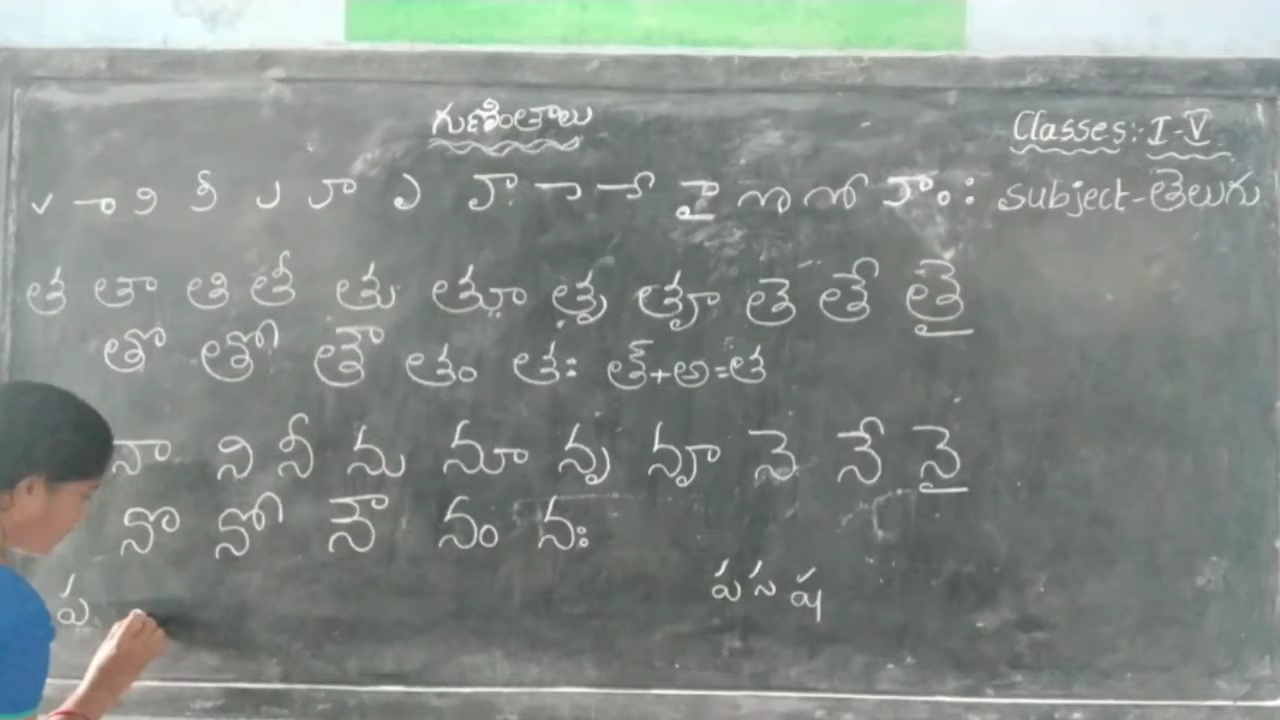 గుణింతాలు
Classes: I-V
✓ ా ి ీ ు ూ ృ ౄ ె ే ై ొ ో ౌ ం ః
Subject-తెలుగు
త తా తి తీ తు తూ తృ తౄ తె తే తై
తొ తో తౌ తం తః త్+అ=త
నా ని నీ ను నూ నృ నౄ నె నే నై
నొ నో నౌ నం నః
ప స ష
ప